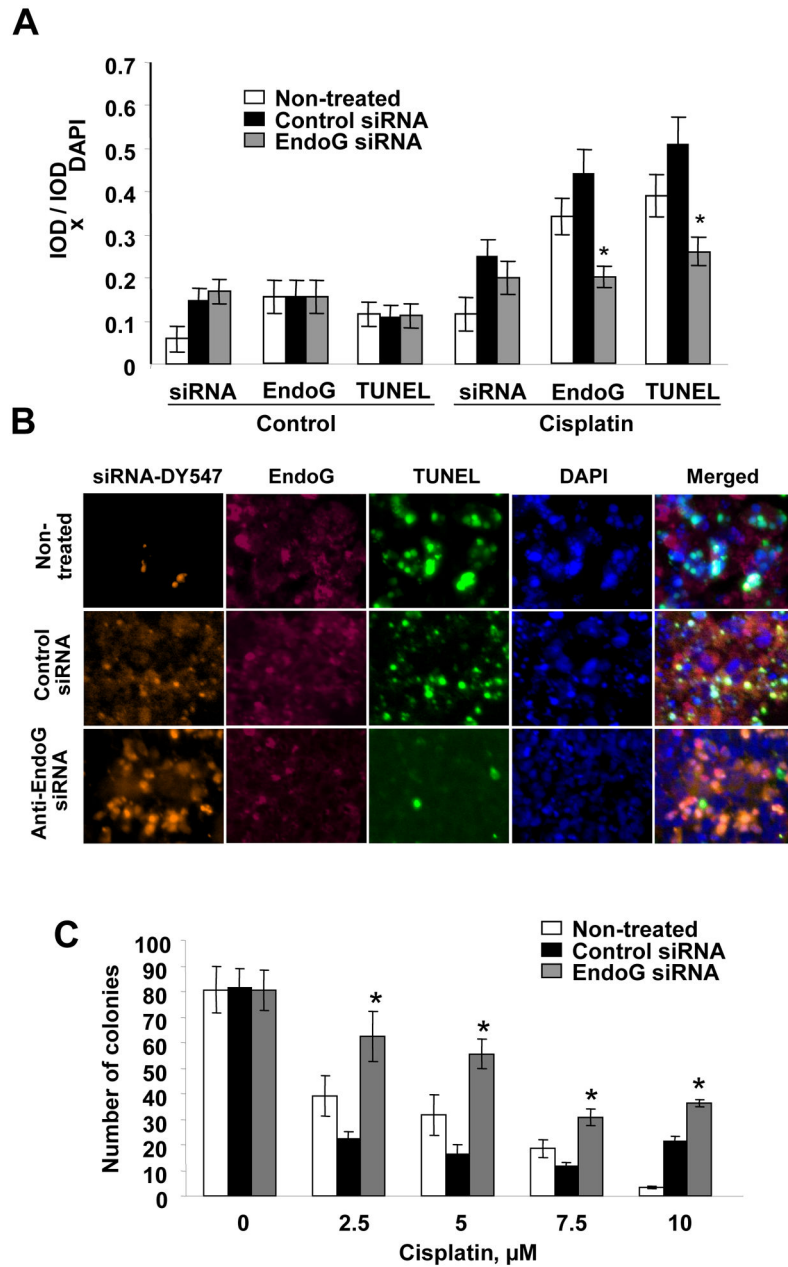 A
0.7
0.6
0.5
0.4
0.3
0.2
0.1
0
IOD x / IOD DAPI
Non-treated
Control siRNA
EndoG siRNA
* *
siRNA EndoG TUNEL siRNA EndoG TUNEL
Control Cisplatin
B
siRNA-DY547 EndoG TUNEL DAPI Merged
Non-
treated
Control
siRNA
Anti-EndoG
siRNA
C
100
90
80
70
60
50
40
30
20
10
0
Number of colonies
Non-treated
Control siRNA
EndoG siRNA
* * * *
0 2.5 5 7.5 10
Cisplatin, µM